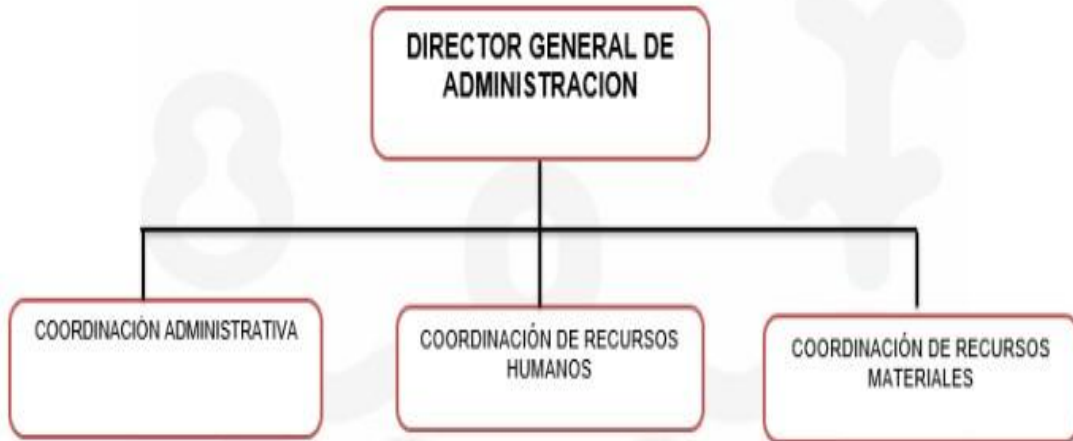 DIRECTOR GENERAL DE
ADMINISTRACION
COORDINACIÓN ADMINISTRATIVA
COORDINACIÓN DE RECURSOS
HUMANOS
COORDINACIÓN DE RECURSOS
MATERIALES